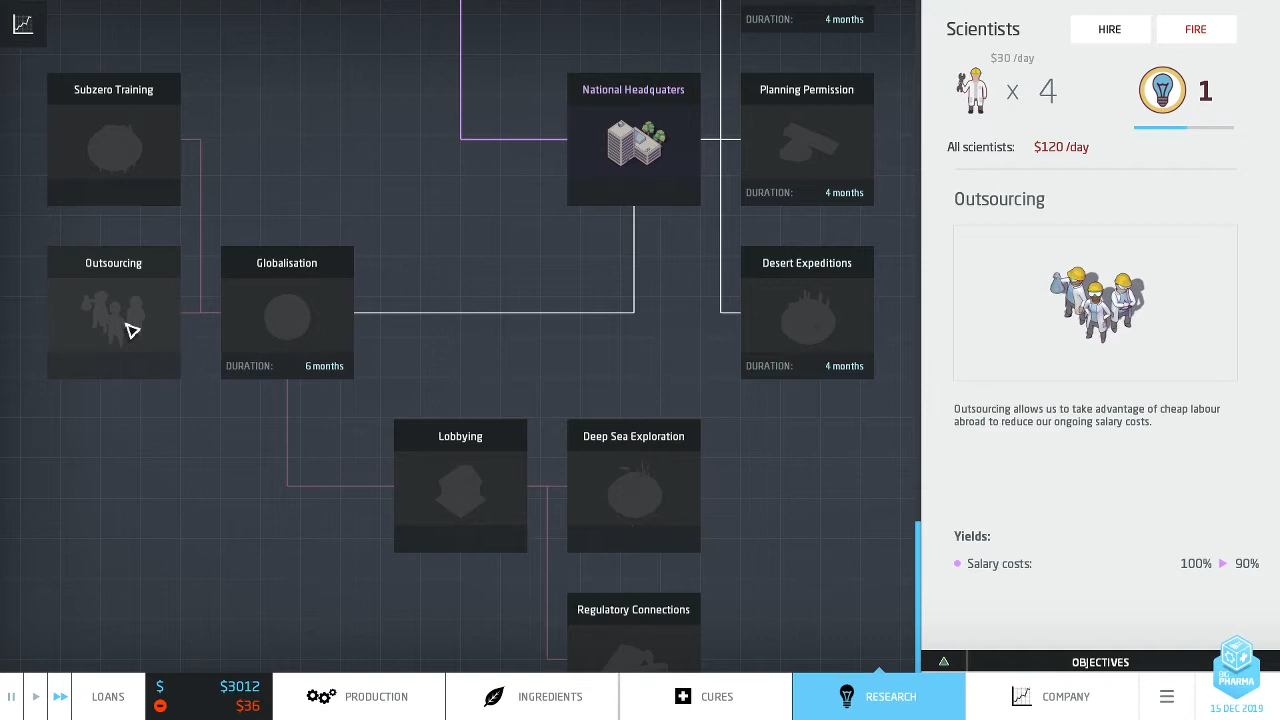 DURATION: 4 months
Subzero Training
National Headquaters
Planning Permission
DURATION: 4 months
Outsourcing
Globalisation
DURATION: 6 months
Desert Expeditions
DURATION: 4 months
Lobbying
Deep Sea Exploration
Regulatory Connections
Scientists
HIRE
FIRE
$30 /day
x 4
1
All scientists: $120 /day
Outsourcing
Outsourcing allows us to take advantage of cheap labour
abroad to reduce our ongoing salary costs.
Yields:
Salary costs: 100% 90%
OBJECTIVES
LOANS
$ $3012
$36
PRODUCTION
INGREDIENTS
CURES
RESEARCH
COMPANY
BIG
PHARMA
15 DEC 2019